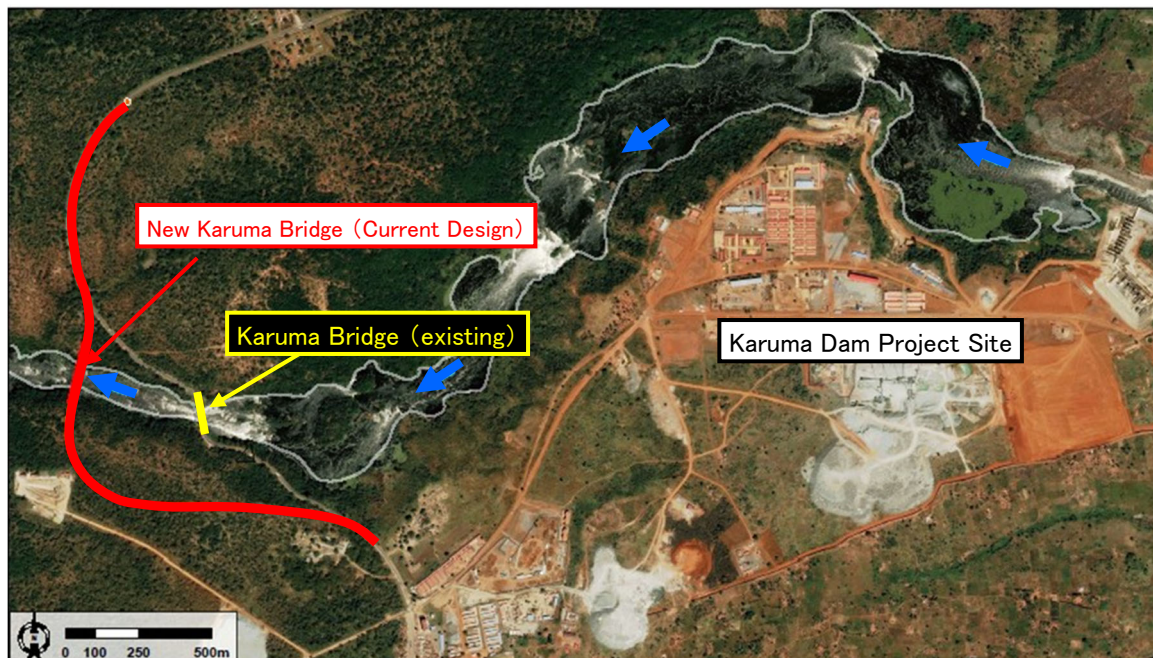 New Karuma Bridge (Current Design)
Karuma Bridge (existing)
Karuma Dam Project Site
0 100 250 500m